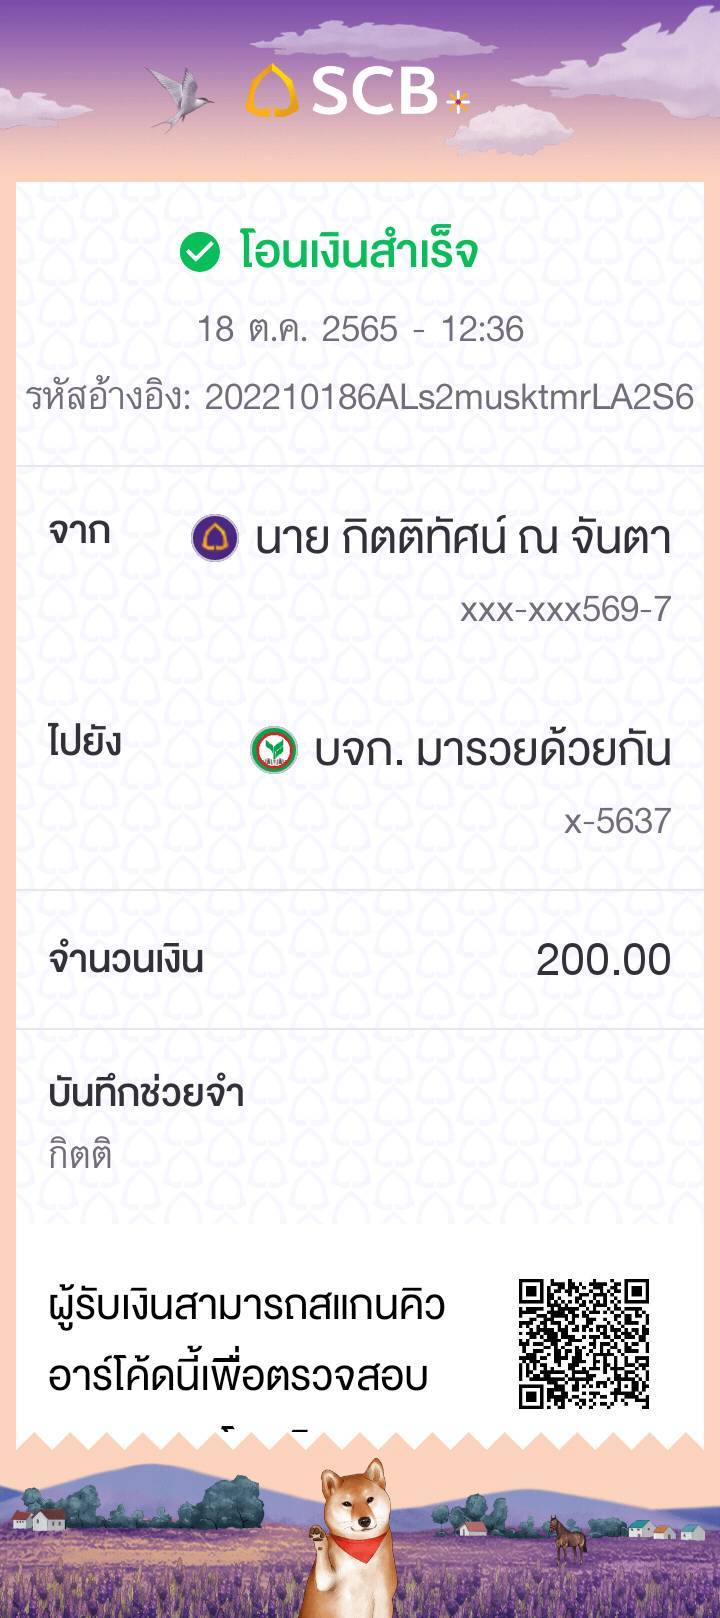 SCB
โอนเงินสำเร็จ
18 ต.ค. 2565 - 12:36
รหัสอ้างอิง: 202210186ALs2musktmrLA2S6
จาก
นาย กิตติทัศน์ ณ จันตา
xxx-xxx569-7
ไปยัง
บจก. มารวยด้วยกัน
x-5637
จำนวนเงิน 200.00
บันทึกช่วยจำ
กิตติ
ผู้รับเงินสามารถสแกนคิว
อาร์โค้ดนี้เพื่อตรวจสอบ